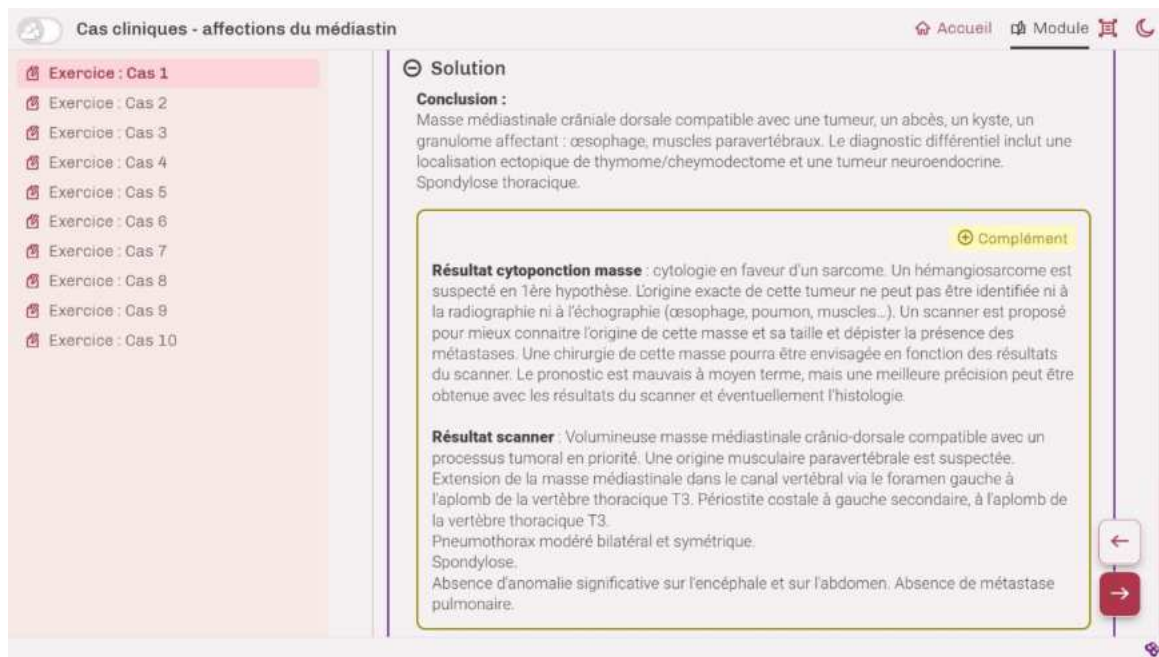 Cas cliniques - affections du médiastin
Accueil
Module
Exercice : Cas 1
Exercice : Cas 2
Exercice : Cas 3
Exercice : Cas 4
Exercice : Cas 5
Exercice : Cas 6
Exercice : Cas 7
Exercice : Cas 8
Exercice : Cas 9
Exercice : Cas 10
Solution
Conclusion :
Masse médiastinale crâniale dorsale compatible avec une tumeur, un abcès, un kyste, un
granulome affectant : œsophage, muscles paravertébraux. Le diagnostic différentiel inclut une
localisation ectopique de thymome/cheymodectome et une tumeur neuroendocrine.
Spondylose thoracique.
Complément
Résultat cytoponction masse : cytologie en faveur d'un sarcome. Un hémangiosarcome est
suspecté en 1ère hypothèse. L'origine exacte de cette tumeur ne peut pas être identifiée ni à
la radiographie ni à l'échographie (œsophage, poumon, muscles...). Un scanner est proposé
pour mieux connaitre l'origine de cette masse et sa taille et dépister la présence des
métastases. Une chirurgie de cette masse pourra être envisagée en fonction des résultats
du scanner. Le pronostic est mauvais à moyen terme, mais une meilleure précision peut être
obtenue avec les résultats du scanner et éventuellement l'histologie.
Résultat scanner : Volumineuse masse médiastinale crânio-dorsale compatible avec un
processus tumoral en priorité. Une origine musculaire paravertébrale est suspectée.
Extension de la masse médiastinale dans le canal vertébral via le foramen gauche à
l'aplomb de la vertèbre thoracique T3. Périostite costale à gauche secondaire, à l'aplomb de
la vertèbre thoracique T3.
Pneumothorax modéré bilatéral et symétrique.
Spondylose.
Absence d'anomalie significative sur l'encéphale et sur l'abdomen. Absence de métastase
pulmonaire.